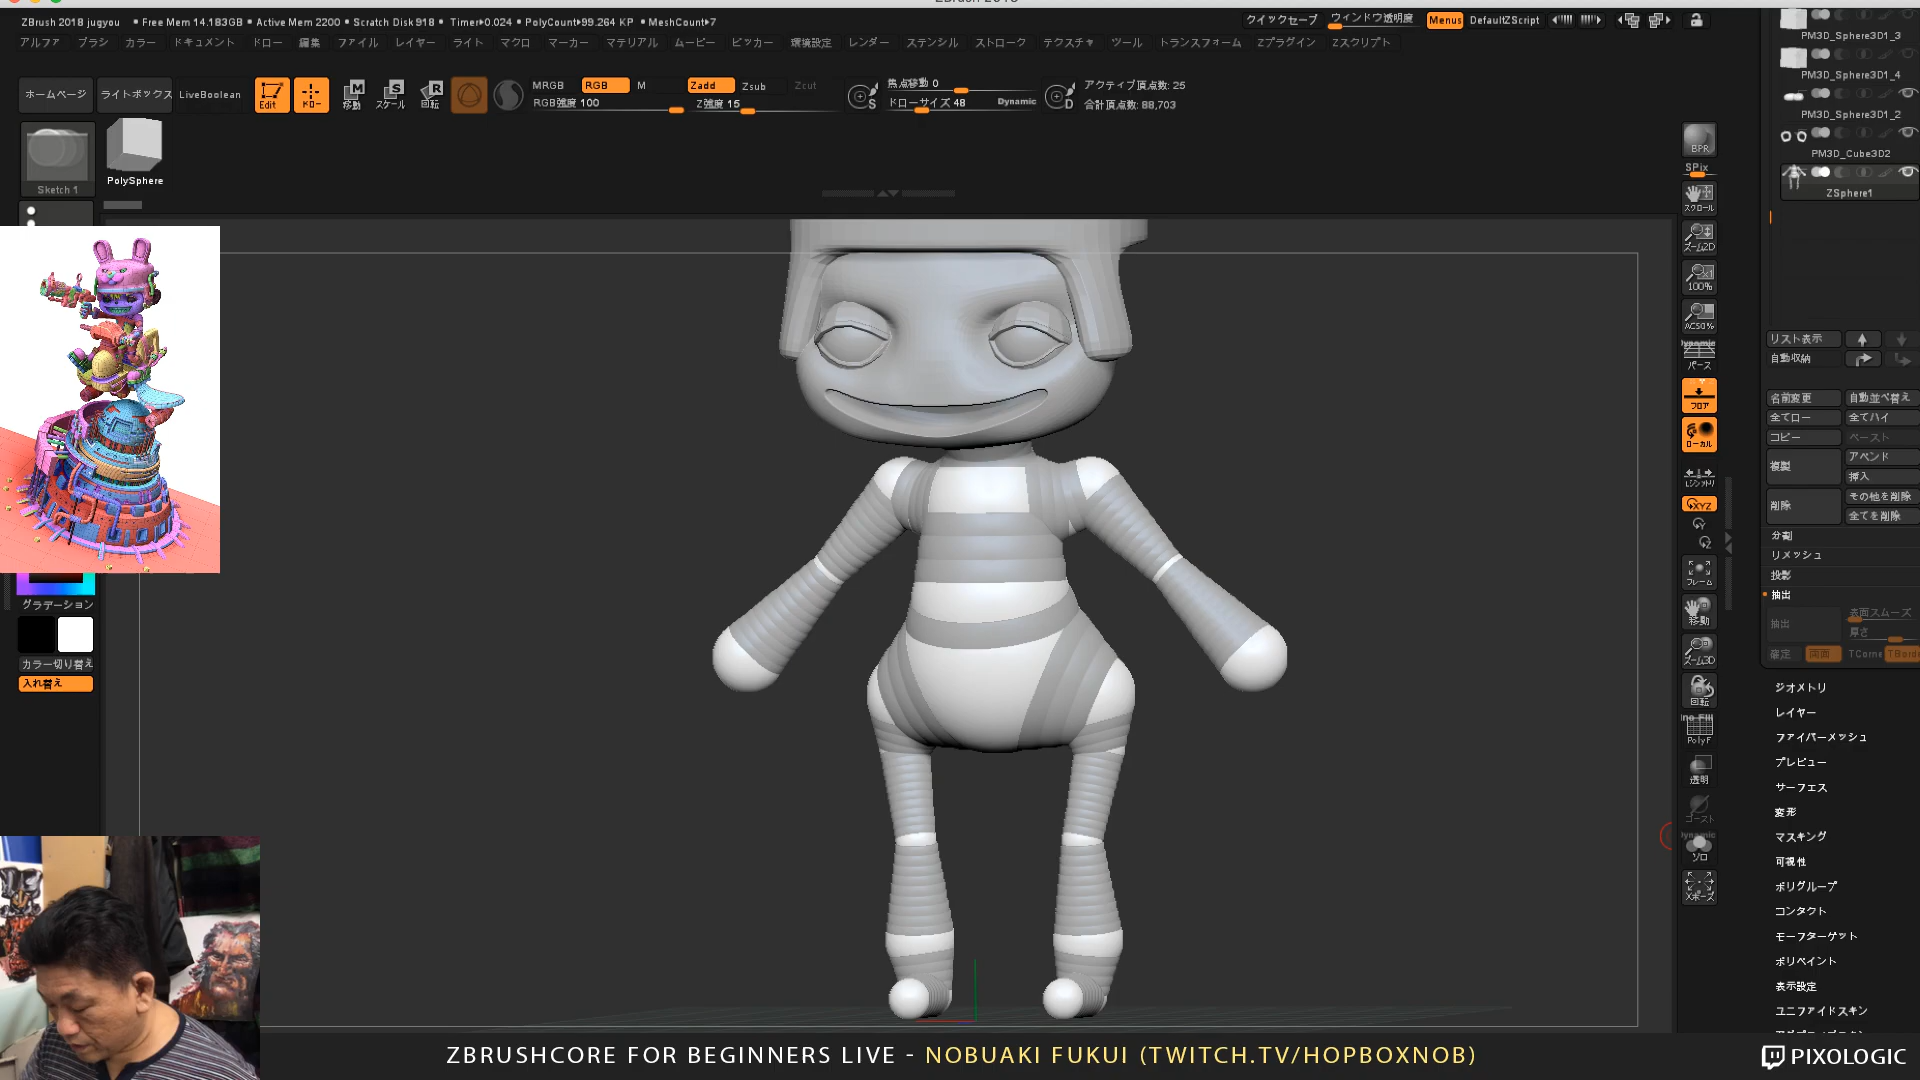 ZBrush 2018 jugyou • Free Mem 14.183GB • Active Mem 2200 • Scratch Disk 918 • Timer▸0.024 • PolyCount▸99.264 KP • MeshCount▸7
クイックセーブ ウィンドウ透明度 Menus DefaultZScript
アルファ ブラシ カラー ドキュメント ドロー 編集 ファイル レイヤー ライト マクロ マーカー マテリアル ムービー ピッカー 環境設定 レンダー ステンシル ストローク テクスチャ ツール トランスフォーム Zプラグイン Zスクリプト
ホームページ ライトボックス LiveBoolean Edit ドロー 移動 スケール 回転
MRGB RGB M Zadd Zsub Zcut
RGB強度 100 Z強度 15
焦点移動 0
ドローサイズ 48 Dynamic
アクティブ頂点数: 25
合計頂点数: 88,703
Sketch 1
PolySphere
グラデーション
カラー切り替え
入れ替え
BPR
SPix
スクロール
ズーム2D
100%
AC50%
Dynamic
パース
フロア
ローカル
XYZ
フレーム
移動
ズーム3D
回転
PolyF
透明
ゴースト
Dynamic
ソロ
Xポーズ
PM3D_Sphere3D1_3
PM3D_Sphere3D1_4
PM3D_Sphere3D1_2
PM3D_Cube3D2
ZSphere1
リスト表示
自動収納
名前変更 自動並べ替え
全てロー 全てハイ
コピー ペースト
複製 アペンド
挿入
削除 その他を削除
全てを削除
分割
リメッシュ
投影
抽出
抽出 表面スムーズ
厚さ
確定 両面 TCorne TBorde
ジオメトリ
レイヤー
ファイバーメッシュ
プレビュー
サーフェス
変形
マスキング
可視性
ポリグループ
コンタクト
モーフターゲット
ポリペイント
表示設定
ユニファイドスキン
ZBRUSHCORE FOR BEGINNERS LIVE - NOBUAKI FUKUI (TWITCH.TV/HOPBOXNOB)
PIXOLOGIC